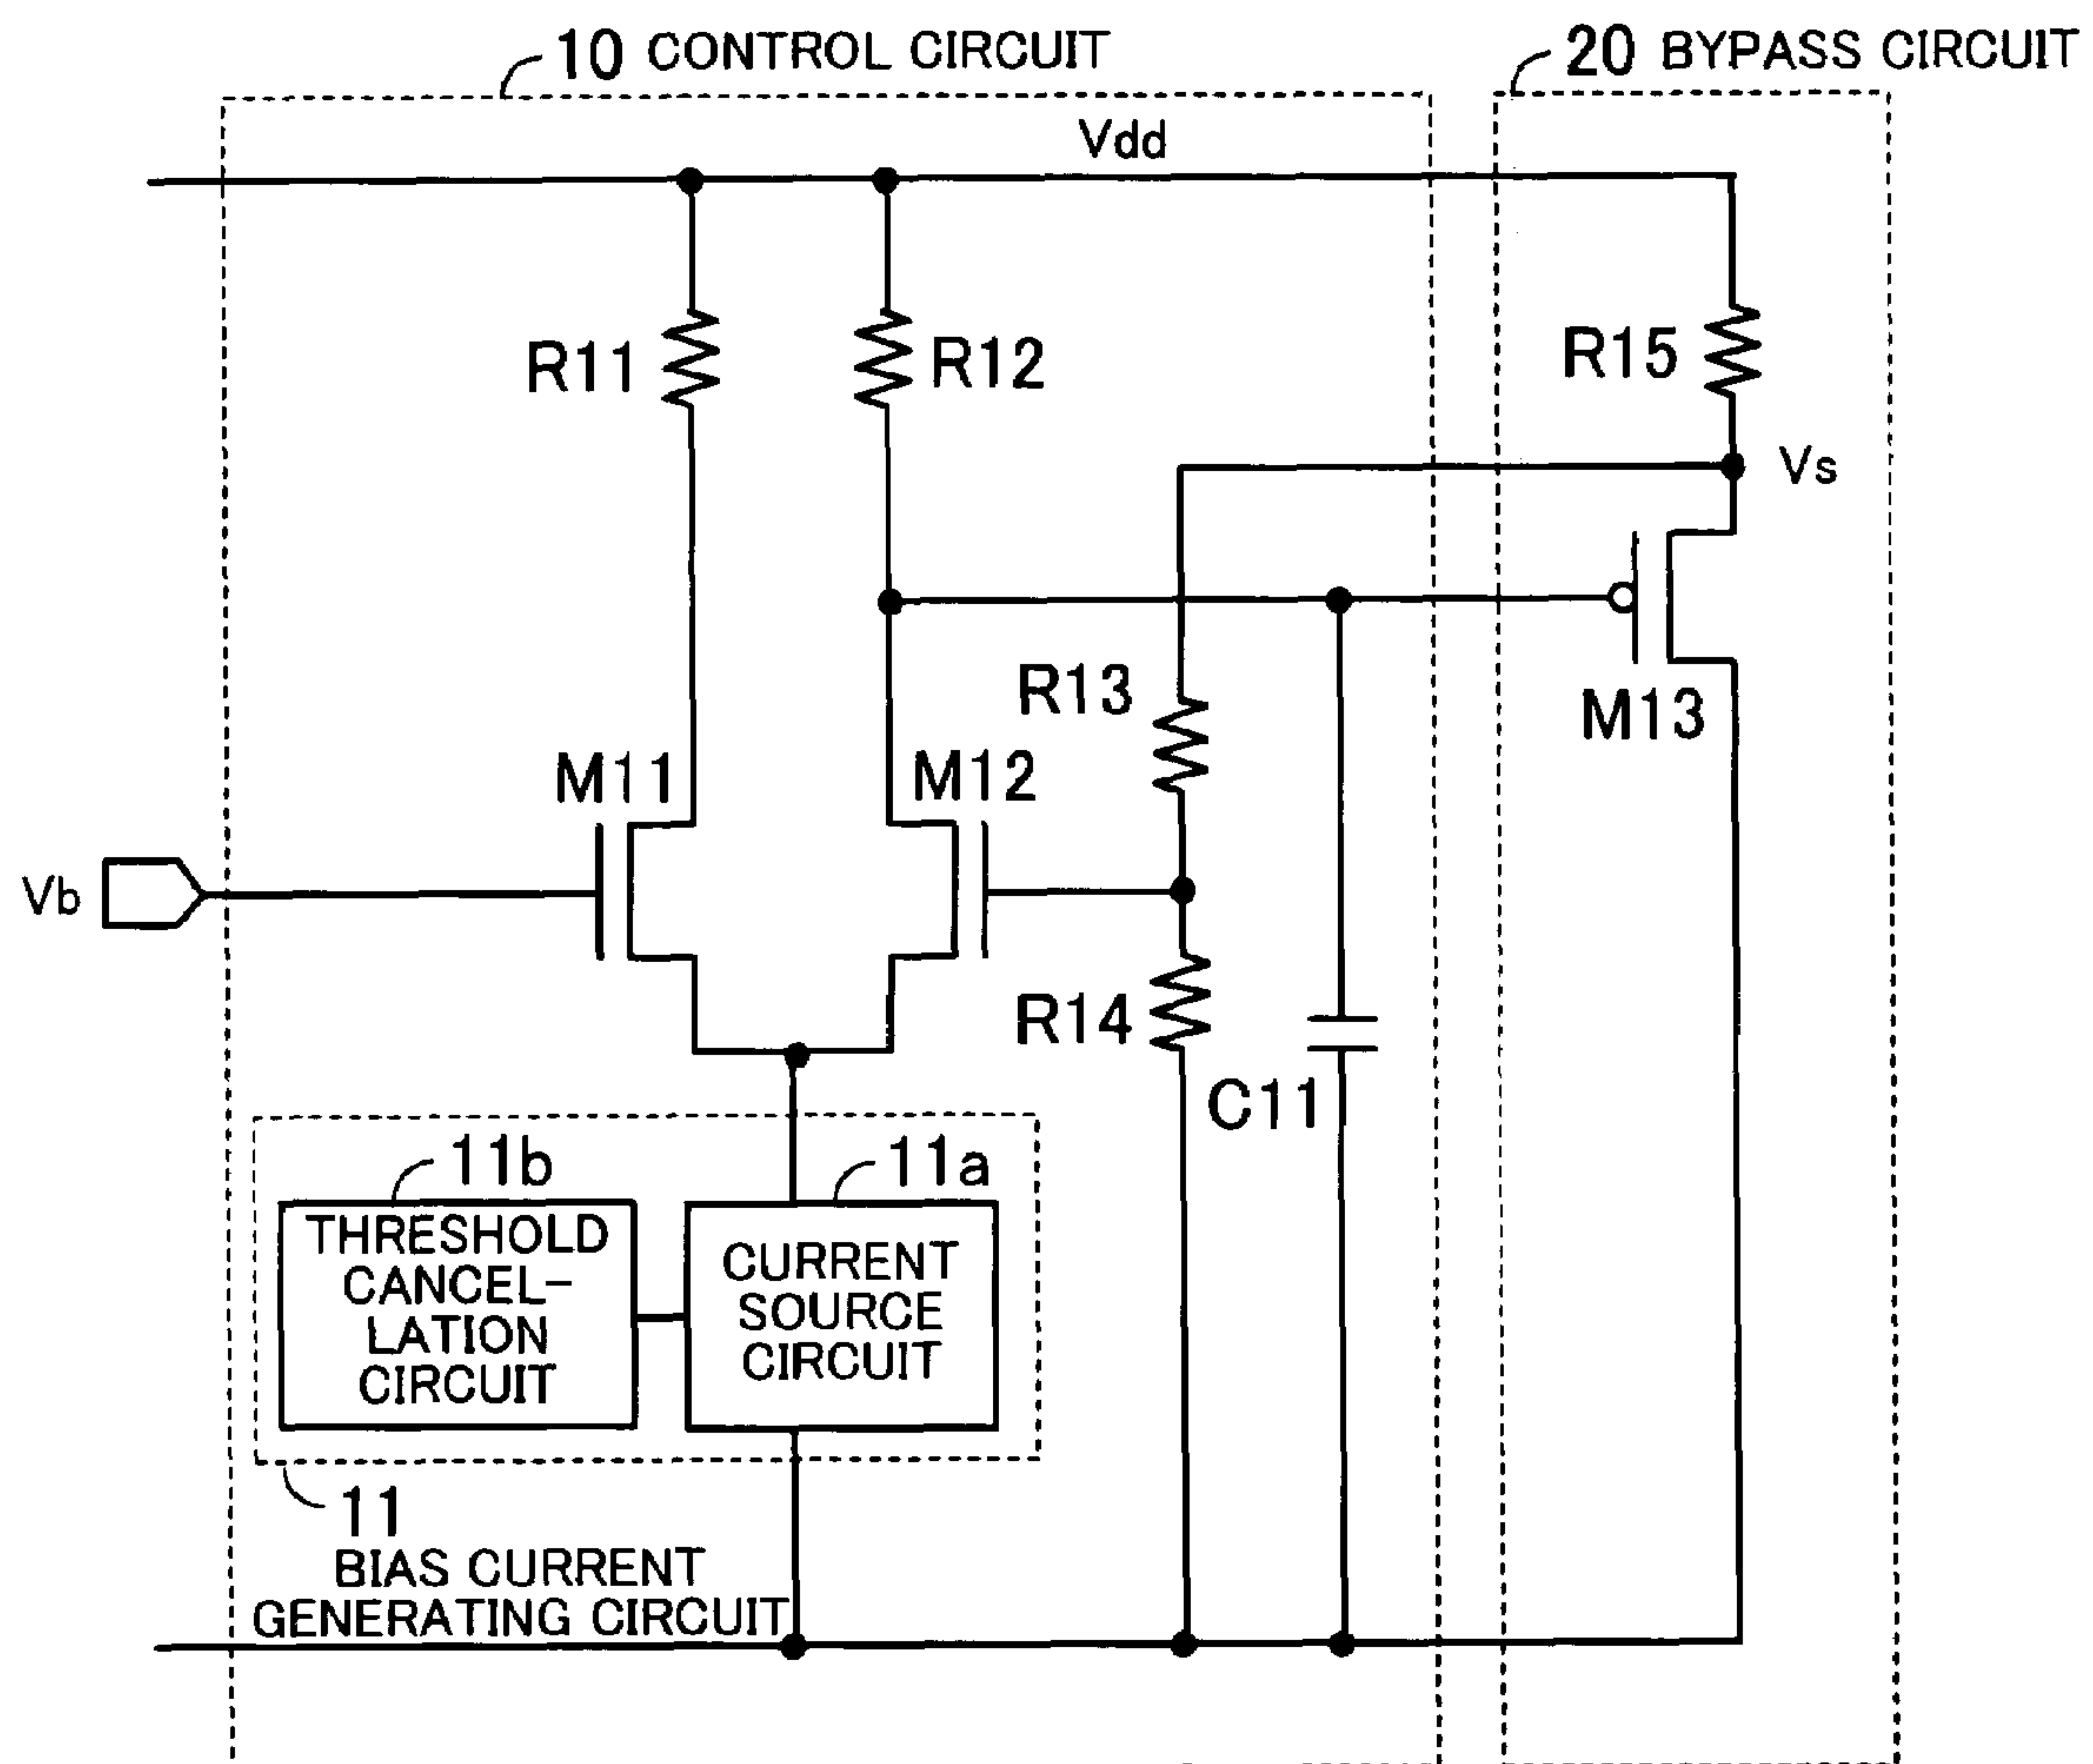 10 CONTROL CIRCUIT
20 BYPASS CIRCUIT
Vdd
R11
R12
R15
Vs
R13
M13
M11
M12
Vb
R14
C11
11b
11a
THRESHOLD
CANCEL-
LATION
CIRCUIT
CURRENT
SOURCE
CIRCUIT
11
BIAS CURRENT
GENERATING CIRCUIT